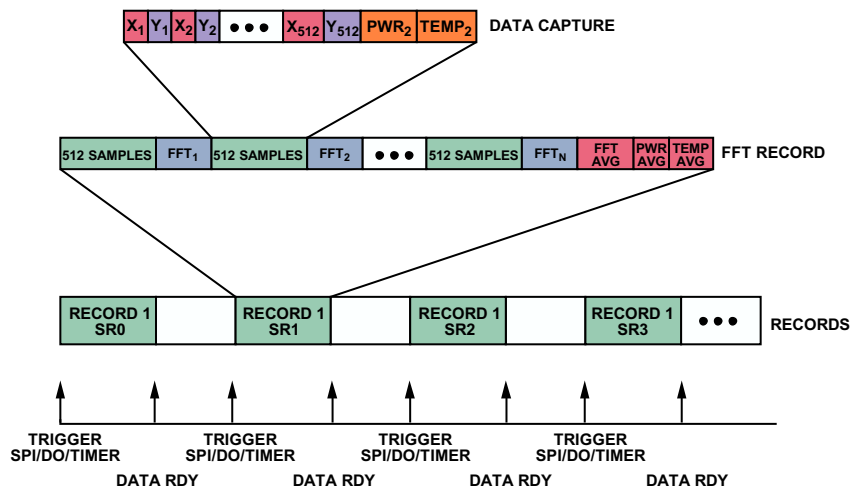 X1 Y1 X2 Y2 ••• X512 Y512 PWR2 TEMP2 DATA CAPTURE
512 SAMPLES FFT1 512 SAMPLES FFT2 ••• 512 SAMPLES FFTN FFT AVG PWR AVG TEMP AVG FFT RECORD
RECORD 1 SR0
RECORD 1 SR1
RECORD 1 SR2
RECORD 1 SR3
•••
RECORDS
TRIGGER SPI/DO/TIMER
TRIGGER SPI/DO/TIMER
TRIGGER SPI/DO/TIMER
TRIGGER SPI/DO/TIMER
DATA RDY
DATA RDY
DATA RDY
DATA RDY